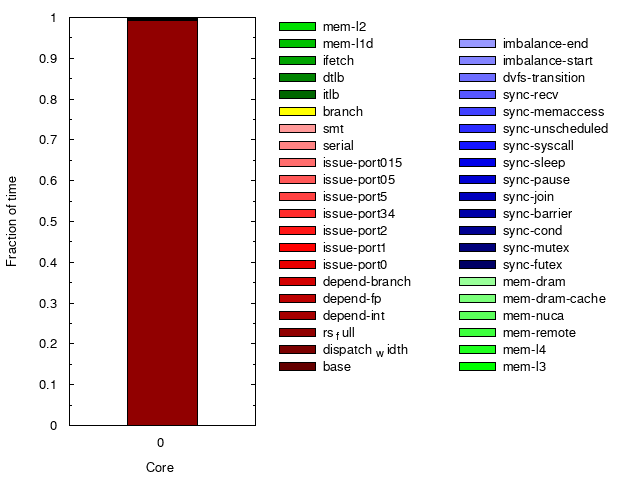 1
0.9
0.8
0.7
0.6
0.5
0.4
0.3
0.2
0.1
0
Fraction of time
0
Core
mem-l2
mem-l1d
ifetch
dtlb
itlb
branch
smt
serial
issue-port015
issue-port05
issue-port5
issue-port34
issue-port2
issue-port1
issue-port0
depend-branch
depend-fp
depend-int
rs f ull
dispatch w idth
base
imbalance-end
imbalance-start
dvfs-transition
sync-recv
sync-memaccess
sync-unscheduled
sync-syscall
sync-sleep
sync-pause
sync-join
sync-barrier
sync-cond
sync-mutex
sync-futex
mem-dram
mem-dram-cache
mem-nuca
mem-remote
mem-l4
mem-l3